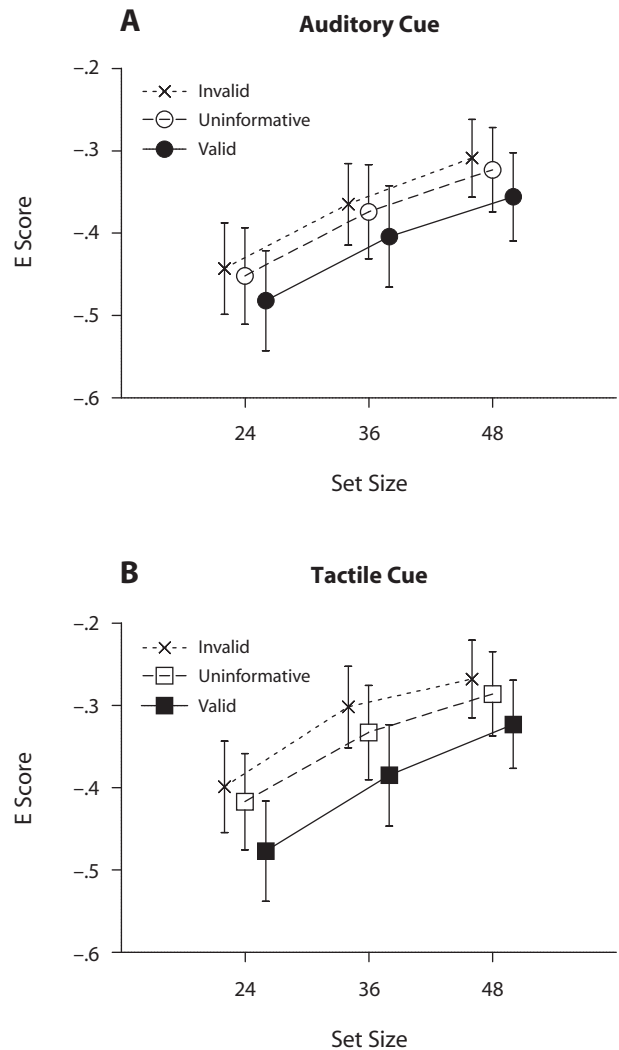 A Auditory Cue
–.2
–.3
–.4
–.5
–.6
E Score
Invalid
Uninformative
Valid
24 36 48
Set Size
B Tactile Cue
–.2
–.3
–.4
–.5
–.6
E Score
Invalid
Uninformative
Valid
24 36 48
Set Size